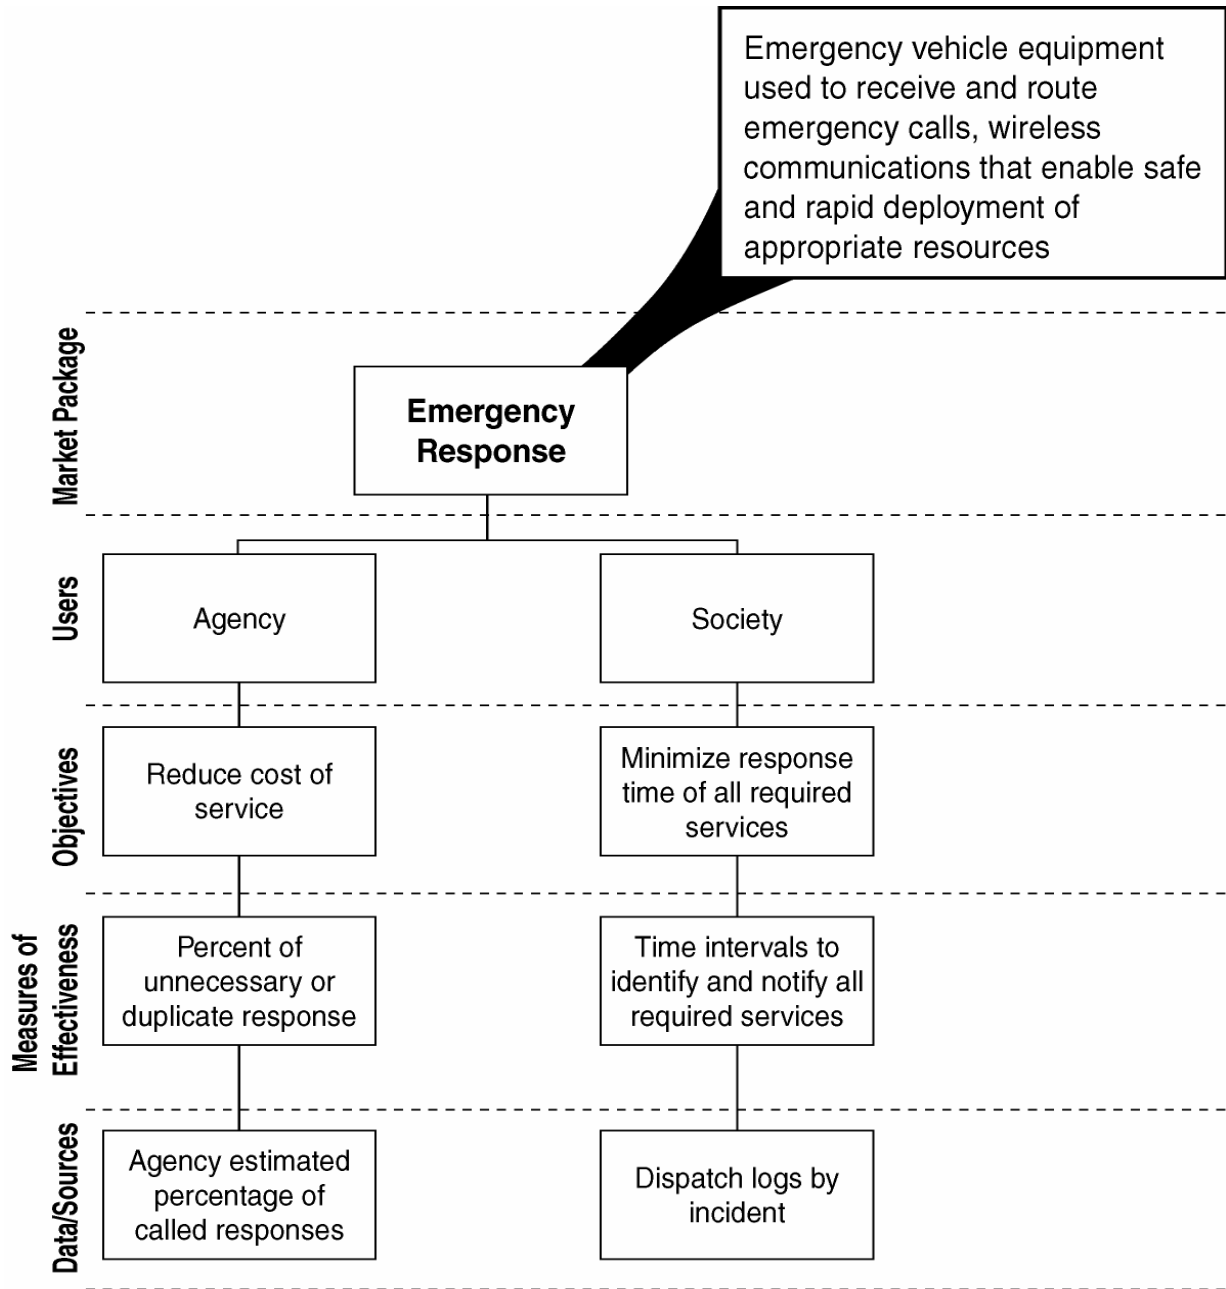 Emergency vehicle equipment
used to receive and route
emergency calls, wireless
communications that enable safe
and rapid deployment of
appropriate resources
Market Package
Emergency
Response
Users
Agency
Society
Objectives
Reduce cost of
service
Minimize response
time of all required
services
Measures of
Effectiveness
Percent of
unnecessary or
duplicate response
Time intervals to
identify and notify all
required services
Data/Sources
Agency estimated
percentage of
called responses
Dispatch logs by
incident